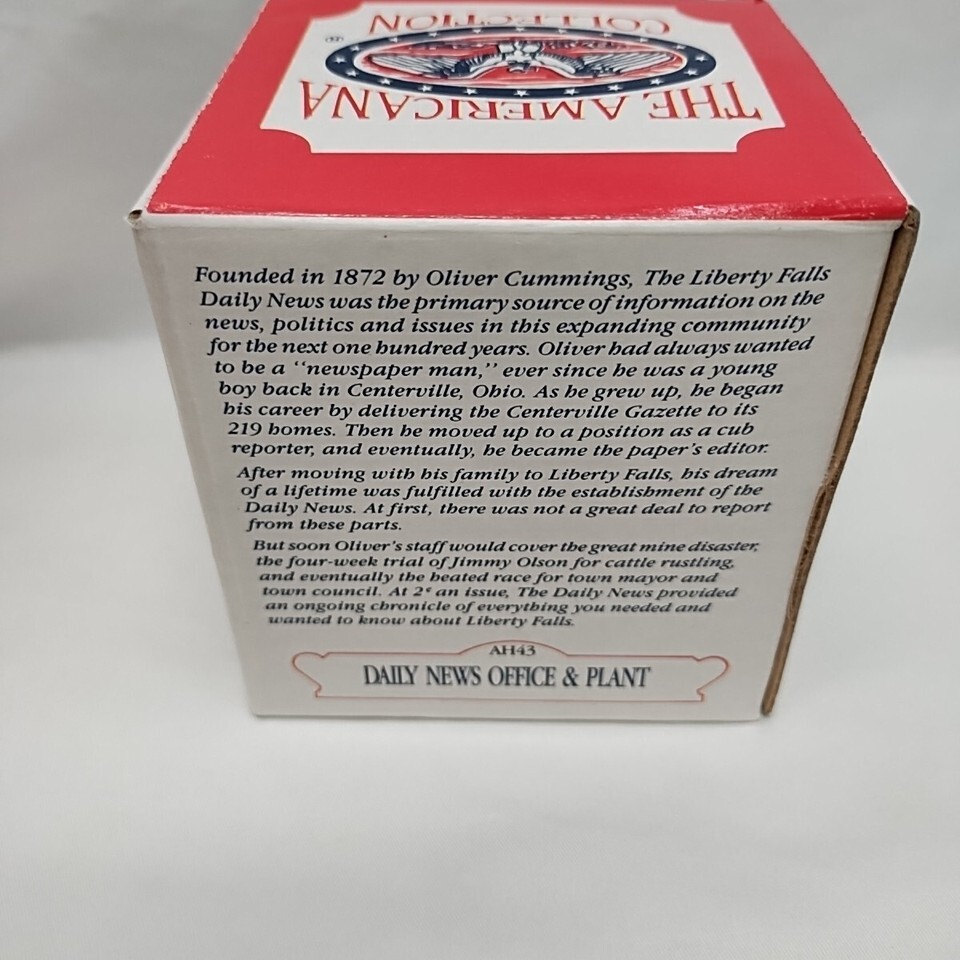 THE AMERICANA
COLLECTION
Founded in 1872 by Oliver Cummings, The Liberty Falls
Daily News was the primary source of information on the
news, politics and issues in this expanding community
for the next one hundred years. Oliver had always wanted
to be a “newspaper man,” ever since he was a young
boy back in Centerville, Ohio. As he grew up, he began
his career by delivering the Centerville Gazette to its
219 homes. Then he moved up to a position as a cub
reporter, and eventually, he became the paper's editor.
After moving with his family to Liberty Falls, his dream
of a lifetime was fulfilled with the establishment of the
Daily News. At first, there was not a great deal to report
from these parts.
But soon Oliver's staff would cover the great mine disaster,
the four-week trial of Jimmy Olson for cattle rustling,
and eventually the heated race for town mayor and
town council. At 2¢ an issue, The Daily News provided
an ongoing chronicle of everything you needed and
wanted to know about Liberty Falls.
AH43
DAILY NEWS OFFICE & PLANT